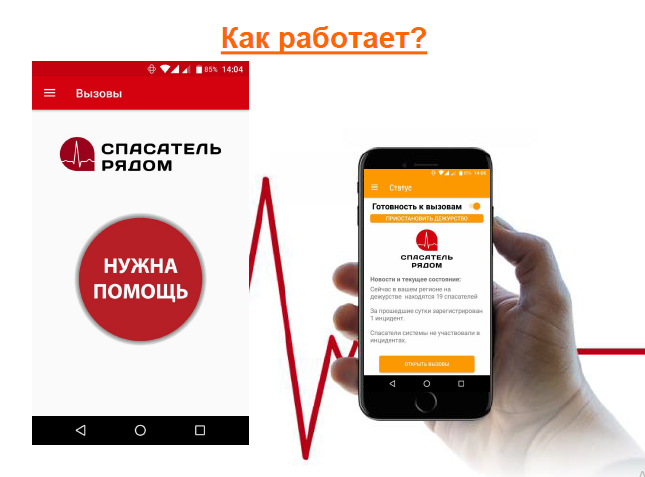 Как работает?
85% 14:04
Вызовы
СПАСАТЕЛЬ
РЯДОМ
НУЖНА
ПОМОЩЬ
Статус
Готовность к вызовам
ПРИОСТАНОВИТЬ ДЕЖУРСТВО
СПАСАТЕЛЬ
РЯДОМ
Новости и текущее состояние:
Сейчас в вашем регионе на
дежурстве находятся 19 спасателей
За прошедшие сутки зарегистрирован
1 инцидент.
Спасатели системы не участвовали в
инцидентах.
ОТКРЫТЬ ВЫЗОВЫ